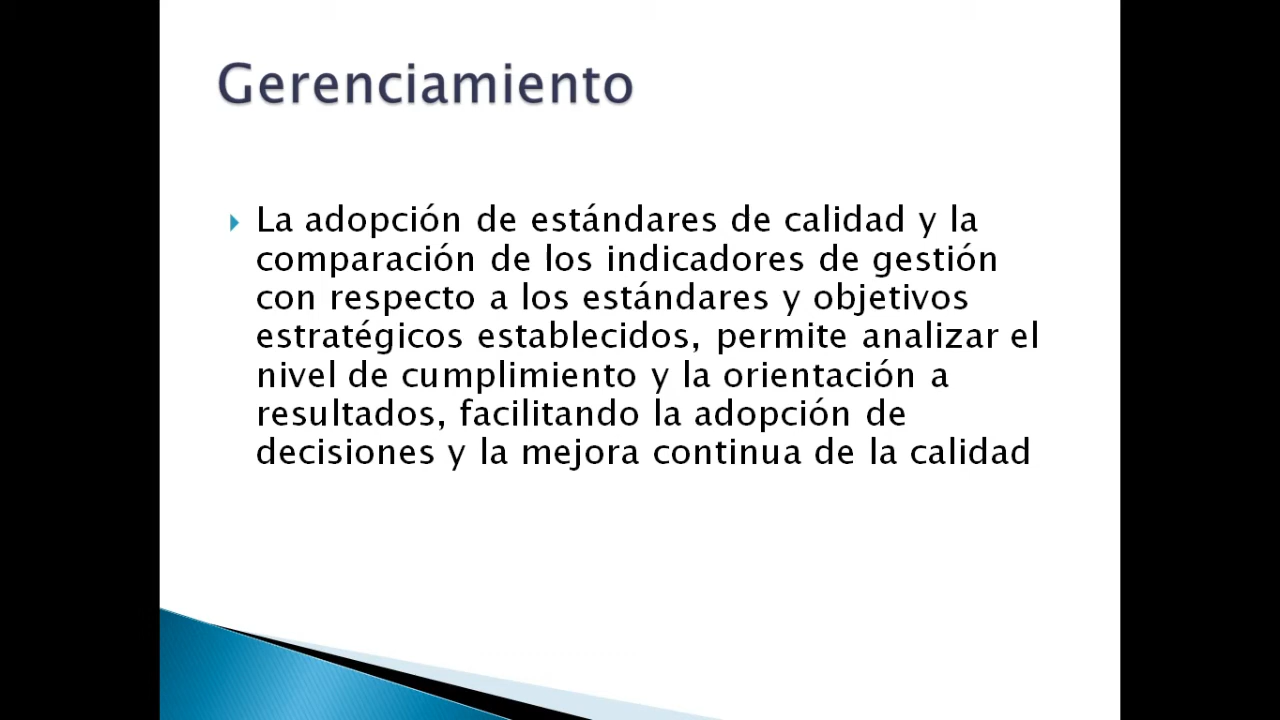 Gerenciamiento
La adopción de estándares de calidad y la
comparación de los indicadores de gestión
con respecto a los estándares y objetivos
estratégicos establecidos, permite analizar el
nivel de cumplimiento y la orientación a
resultados, facilitando la adopción de
decisiones y la mejora continua de la calidad